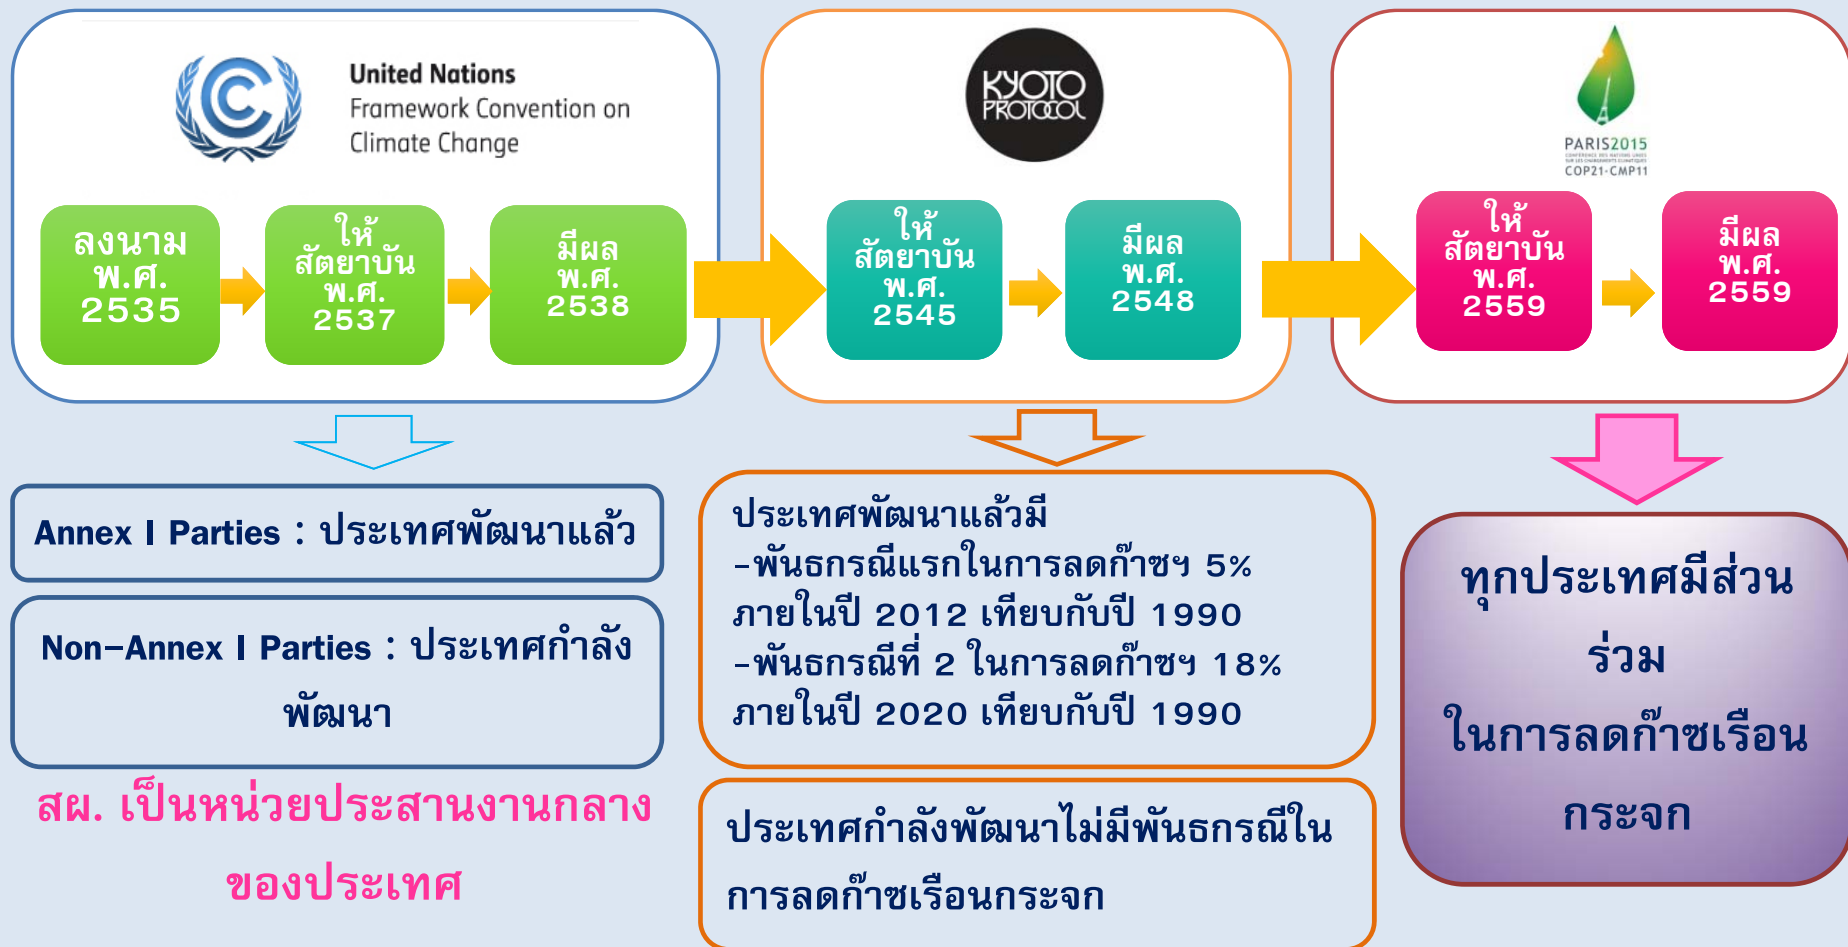 United Nations
Framework Convention on
Climate Change
ลงนาม
พ.ศ.
2535
ให้
สัตยาบัน
พ.ศ.
2537
มีผล
พ.ศ.
2538
KYOTO
PROTOCOL
ให้
สัตยาบัน
พ.ศ.
2545
มีผล
พ.ศ.
2548
PARIS2015
CONFÉRENCE DES NATIONS UNIES
SUR LES CHANGEMENTS CLIMATIQUES
COP21-CMP11
ให้
สัตยาบัน
พ.ศ.
2559
มีผล
พ.ศ.
2559
Annex I Parties : ประเทศพัฒนาแล้ว
Non-Annex I Parties : ประเทศกำลัง
พัฒนา
สผ. เป็นหน่วยประสานงานกลาง
ของประเทศ
ประเทศพัฒนาแล้วมี
-พันธกรณีแรกในการลดก๊าซฯ 5%
ภายในปี 2012 เทียบกับปี 1990
-พันธกรณีที่ 2 ในการลดก๊าซฯ 18%
ภายในปี 2020 เทียบกับปี 1990
ประเทศกำลังพัฒนาไม่มีพันธกรณีใน
การลดก๊าซเรือนกระจก
ทุกประเทศมีส่วน
ร่วม
ในการลดก๊าซเรือน
กระจก